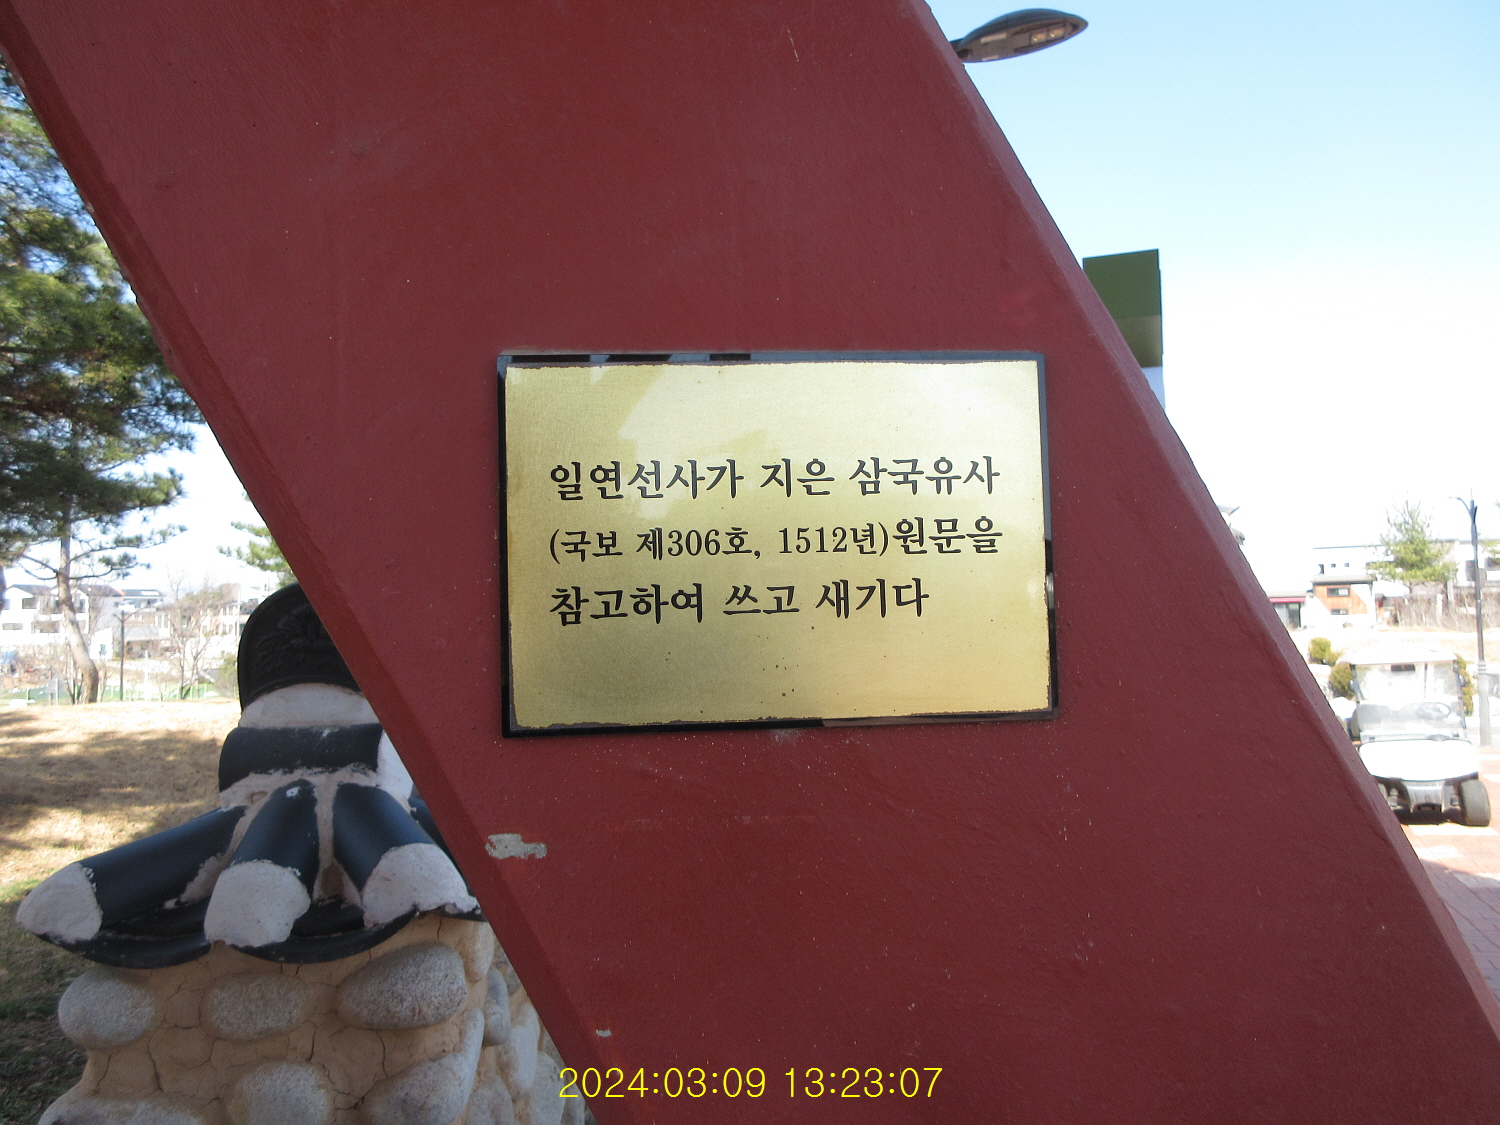 일연선사가 지은 삼국유사
(국보 제306호, 1512년)원문을
참고하여 쓰고 새기다
2024:03:09 13:23:07